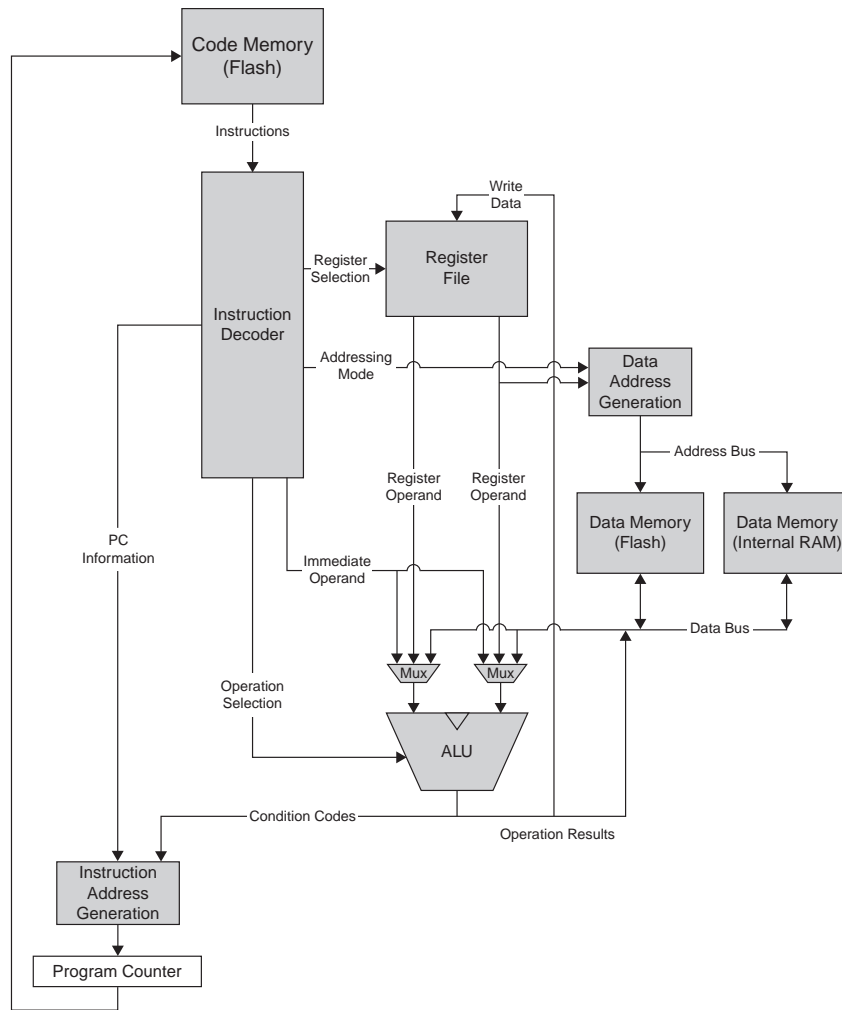 Code Memory
(Flash)
Instructions
Write
Data
Register
Selection
Register
File
Instruction
Decoder
Addressing
Mode
Data
Address
Generation
Address Bus
Register
Operand
Register
Operand
Data Memory
(Flash)
Data Memory
(Internal RAM)
PC
Information
Immediate
Operand
Data Bus
Mux
Mux
Operation
Selection
ALU
Condition Codes
Operation Results
Instruction
Address
Generation
Program Counter